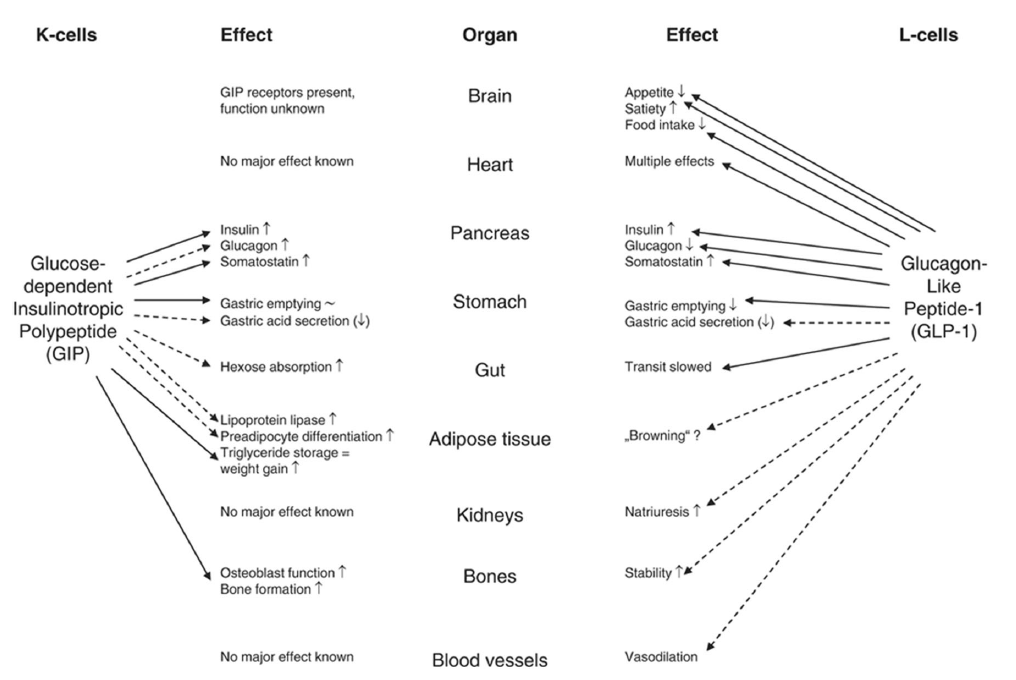 K-cells Effect Organ Effect L-cells
GIP receptors present,
function unknown
Brain
Appetite ↓
Satiety ↑
Food intake ↓
No major effect known
Heart
Multiple effects
Insulin ↑
Glucagon ↑
Somatostatin ↑
Pancreas
Insulin ↑
Glucagon ↓
Somatostatin ↑
Glucose-
dependent
Insulinotropic
Polypeptide
(GIP)
Gastric emptying ~
Gastric acid secretion (↓)
Stomach
Gastric emptying ↓
Gastric acid secretion (↓)
Glucagon-
Like
Peptide-1
(GLP-1)
Hexose absorption ↑
Gut
Transit slowed
Lipoprotein lipase ↑
Preadipocyte differentiation ↑
Triglyceride storage =
weight gain ↑
Adipose tissue
„Browning“ ?
No major effect known
Kidneys
Natriuresis ↑
Osteoblast function ↑
Bone formation ↑
Bones
Stability ↑
No major effect known
Blood vessels
Vasodilation